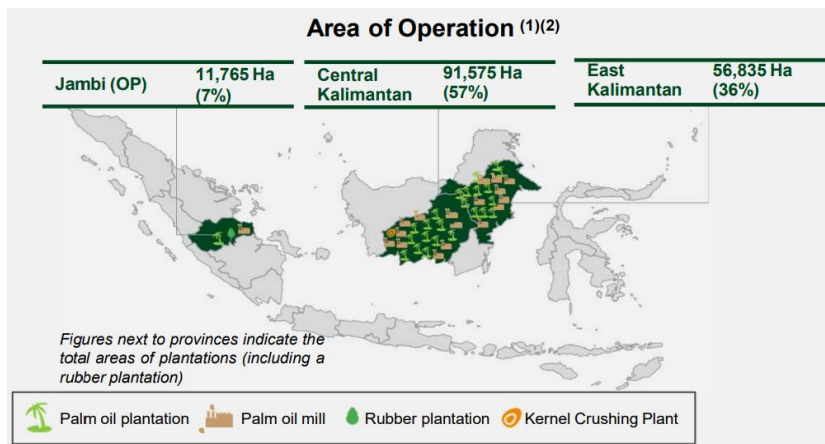 Area of Operation (1)(2)
Jambi (OP)
11,765 Ha
(7%)
Central
Kalimantan
91,575 Ha
(57%)
East
Kalimantan
56,835 Ha
(36%)
Figures next to provinces indicate the
total areas of plantations (including a
rubber plantation)
Palm oil plantation
Palm oil mill
Rubber plantation
Kernel Crushing Plant